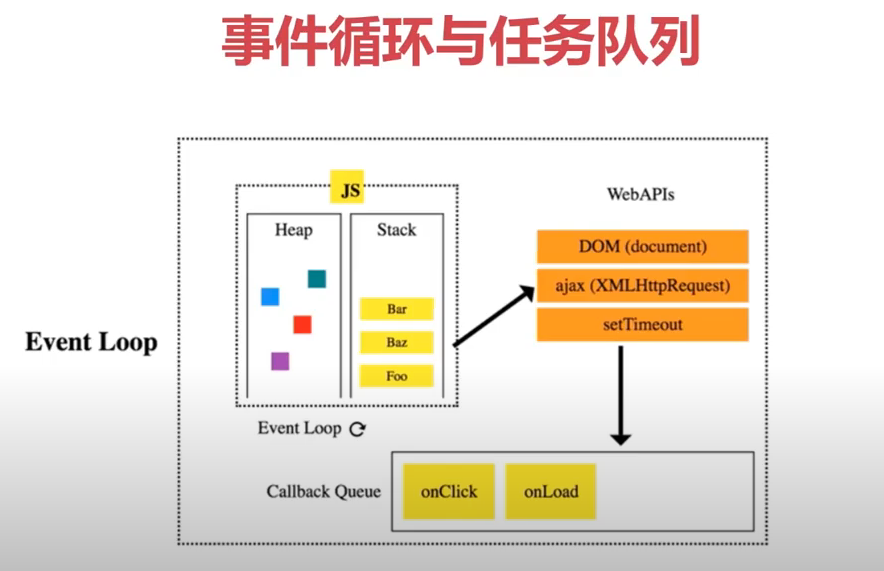 事件循环与任务队列
JS
WebAPIs
Heap
Stack
DOM (document)
ajax (XMLHttpRequest)
setTimeout
Bar
Baz
Foo
Event Loop
Event Loop
Callback Queue
onClick
onLoad